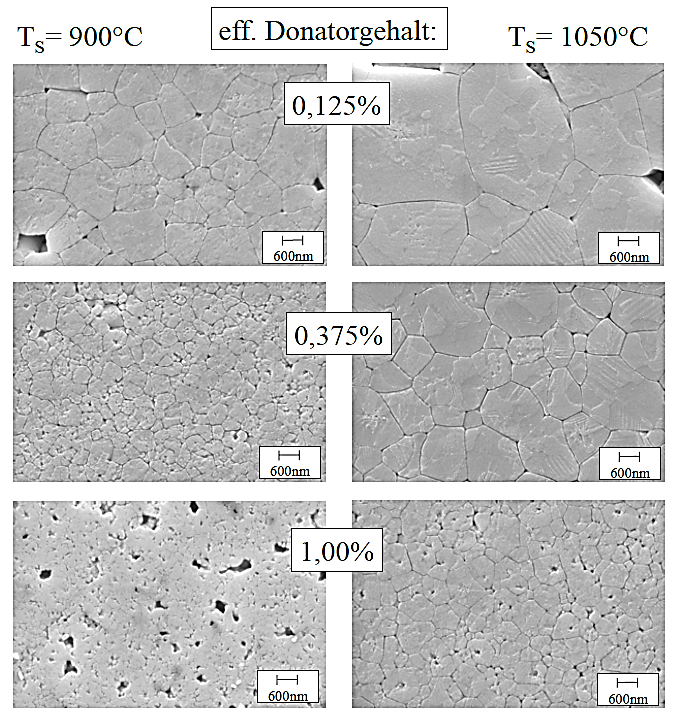 T_S= 900°C
eff. Donatorgehalt:
T_S= 1050°C
0,125%
600nm
600nm
0,375%
600nm
600nm
1,00%
600nm
600nm